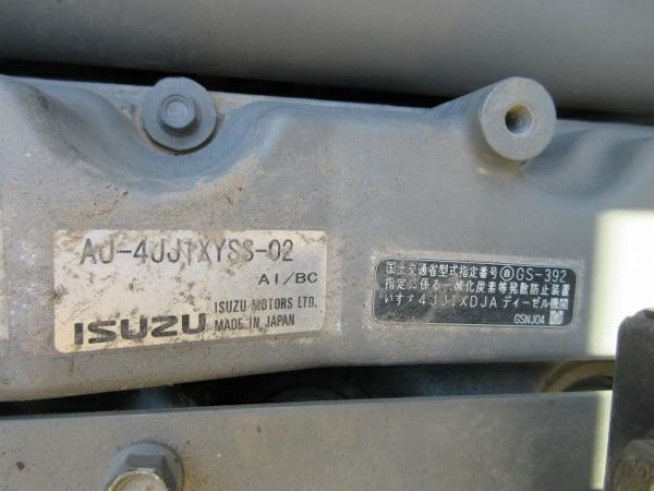 AJ-4JJ1XYSS-02
AI/BC
ISUZU
ISUZU MOTORS LTD.
MADE IN JAPAN
国土交通省型式指定番号 自 GS-392
指定に係る一酸化炭素等発散防止装置
いすゞ4JJ1XDJA ディーゼル機関
GSNJ04